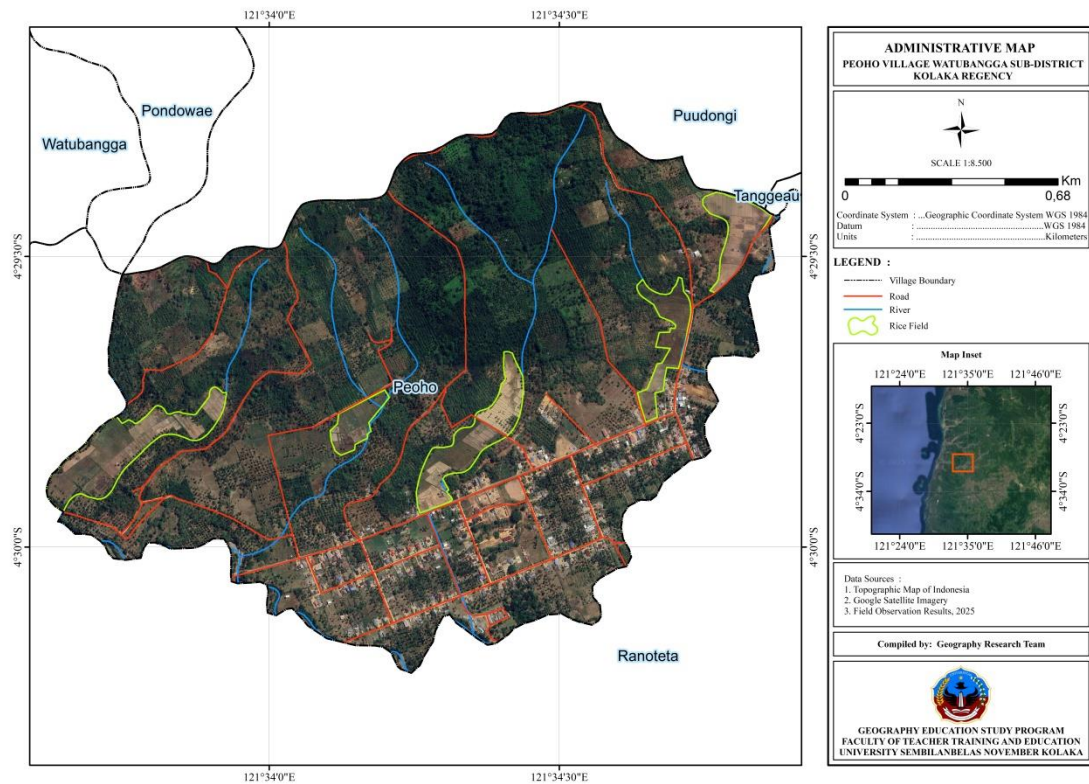 121°34'0"E 121°34'30"E
Pondowae
Watubangga
Puudongi
Tanggeau
4°29'30"S 4°29'30"S
Peoho
4°30'0"S 4°30'0"S
Ranoteta
121°34'0"E 121°34'30"E
ADMINISTRATIVE MAP
PEOHO VILLAGE WATUBANGGA SUB-DISTRICT
KOLAKA REGENCY
N
SCALE 1:8.500
Km
0 0,68
Coordinate System : ...Geographic Coordinate System WGS 1984
Datum : ...................................................WGS 1984
Units : ...................................................Kilometers
LEGEND :
Village Boundary
Road
River
Rice Field
Map Inset
121°24'0"E 121°35'0"E 121°46'0"E
4°23'0"S 4°23'0"S
4°34'0"S 4°34'0"S
121°24'0"E 121°35'0"E 121°46'0"E
Data Sources :
1. Topographic Map of Indonesia
2. Google Satellite Imagery
3. Field Observation Results, 2025
Compiled by: Geography Research Team
GEOGRAPHY EDUCATION STUDY PROGRAM
FACULTY OF TEACHER TRAINING AND EDUCATION
UNIVERSITY SEMBILANBELAS NOVEMBER KOLAKA